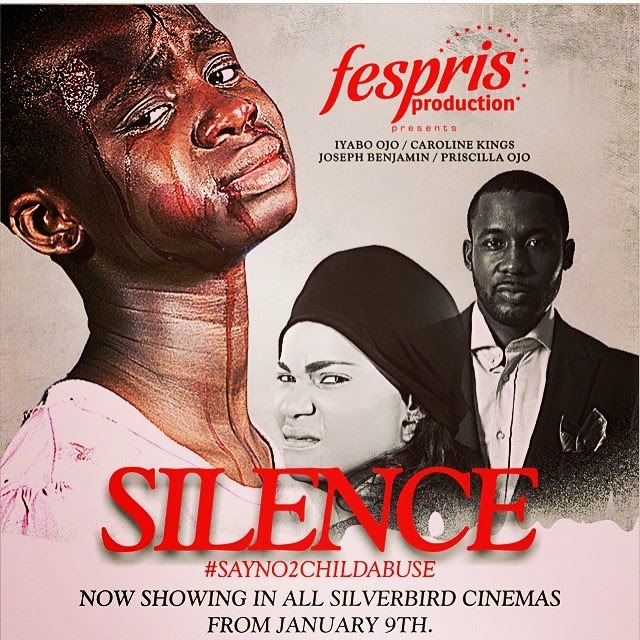 fespris
production
presents
IYABO OJO / CAROLINE KINGS
JOSEPH BENJAMIN / PRISCILLA OJO
SILENCE
#SAYNO2CHILDABUSE
NOW SHOWING IN ALL SILVERBIRD CINEMAS
FROM JANUARY 9TH.